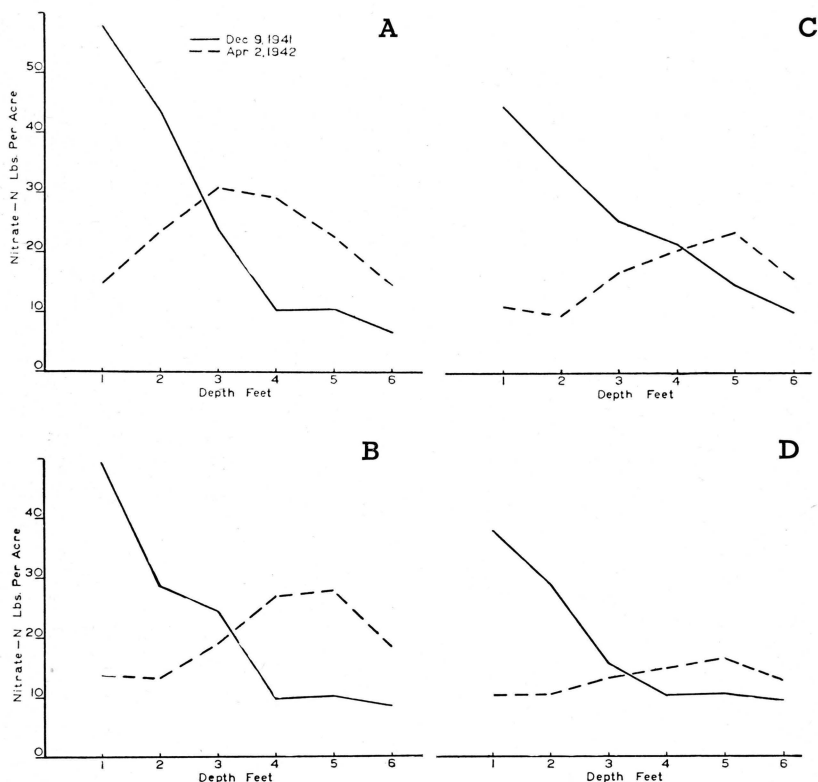 A
Dec 9, 1941
Apr 2, 1942
Nitrate-N Lbs. Per Acre
50
40
30
20
10
0
1 2 3 4 5 6
Depth Feet
C
1 2 3 4 5 6
Depth Feet
B
Nitrate-N Lbs. Per Acre
40
30
20
10
0
1 2 3 4 5 6
Depth Feet
D
1 2 3 4 5 6
Depth Feet